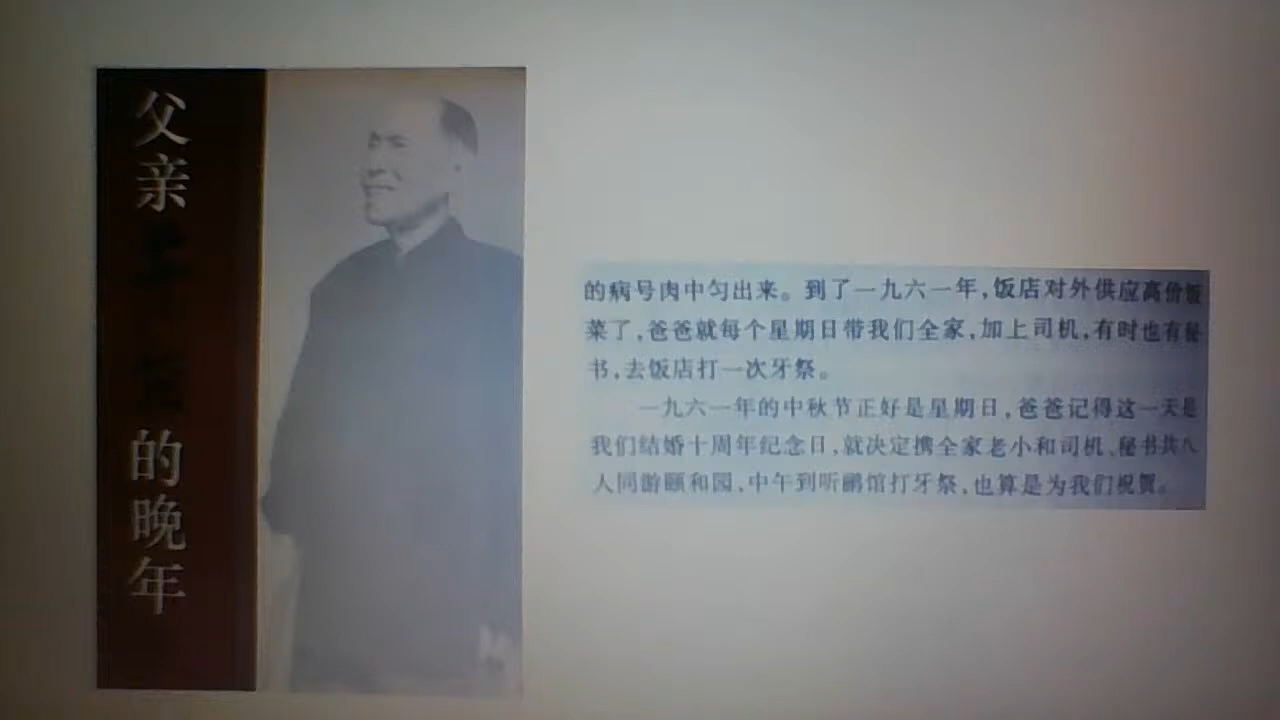 父亲
的晚年
的病号肉中匀出来。到了一九六一年，饭店对外供应高价饭
菜了，爸爸就每个星期日带我们全家，加上司机，有时也有秘
书，去饭店打一次牙祭。
一九六一年的中秋节正好是星期日，爸爸记得这一天是
我们结婚十周年纪念日，就决定携全家老小和司机、秘书共八
人同游颐和园，中午到听鹂馆打牙祭，也算是为我们祝贺。